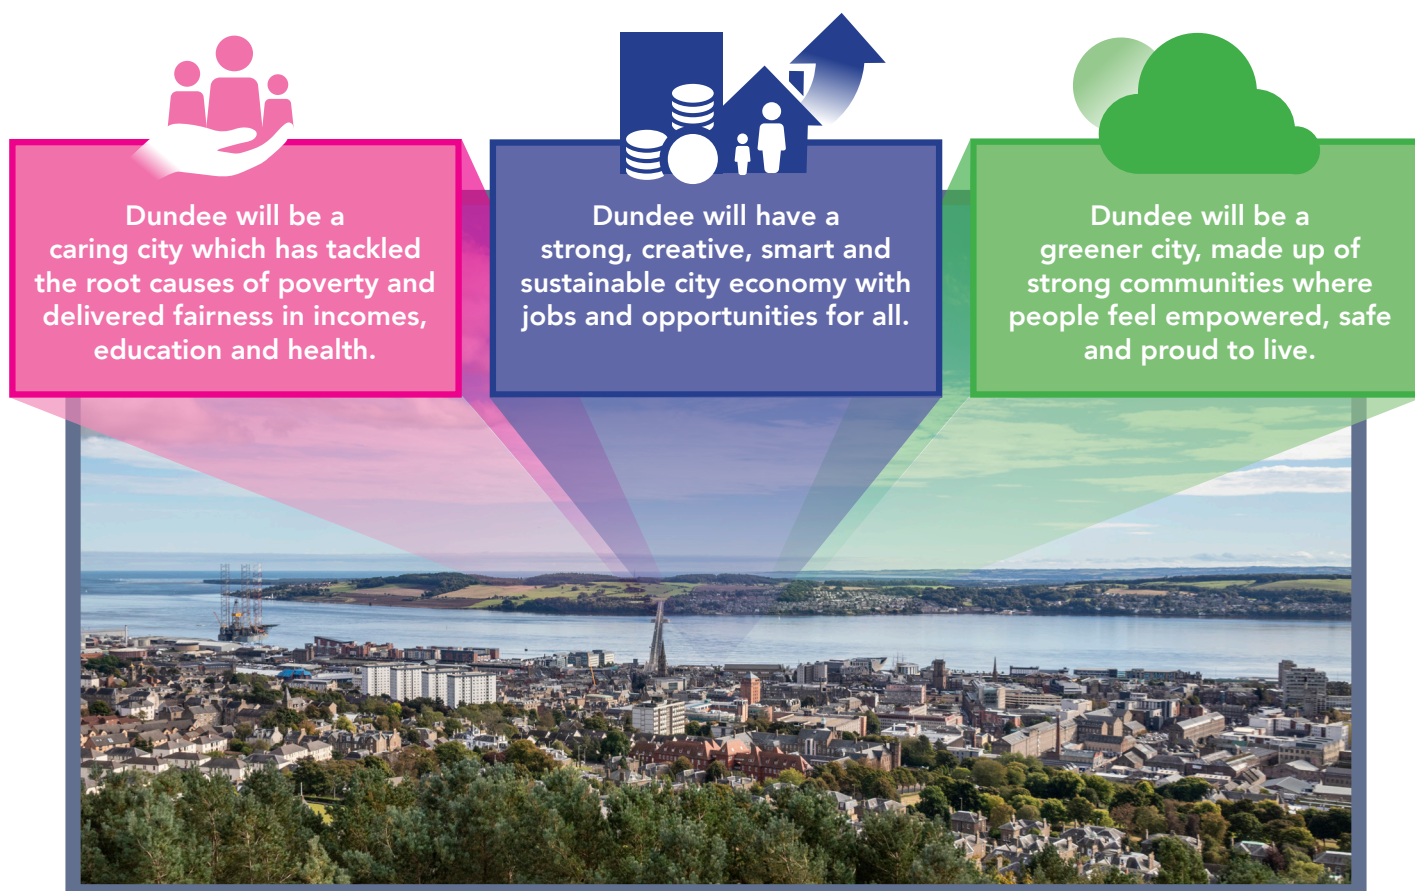 Dundee will be a
caring city which has tackled
the root causes of poverty and
delivered fairness in incomes,
education and health.
Dundee will have a
strong, creative, smart and
sustainable city economy with
jobs and opportunities for all.
Dundee will be a
greener city, made up of
strong communities where
people feel empowered, safe
and proud to live.